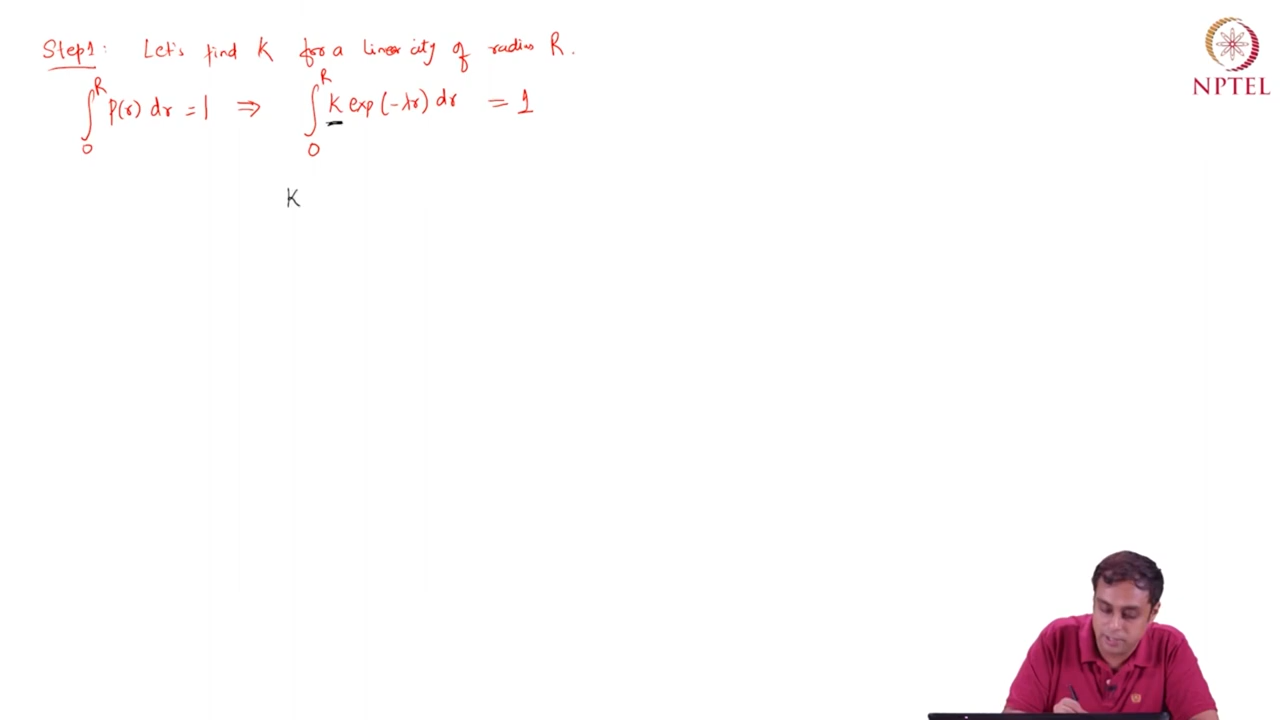 Step1: Let's find K for a linear city of radius R.
∫₀ᴿ P(r) dr = 1 ⇒ ∫₀ᴿ K exp(-λr) dr = 1
K
NPTEL